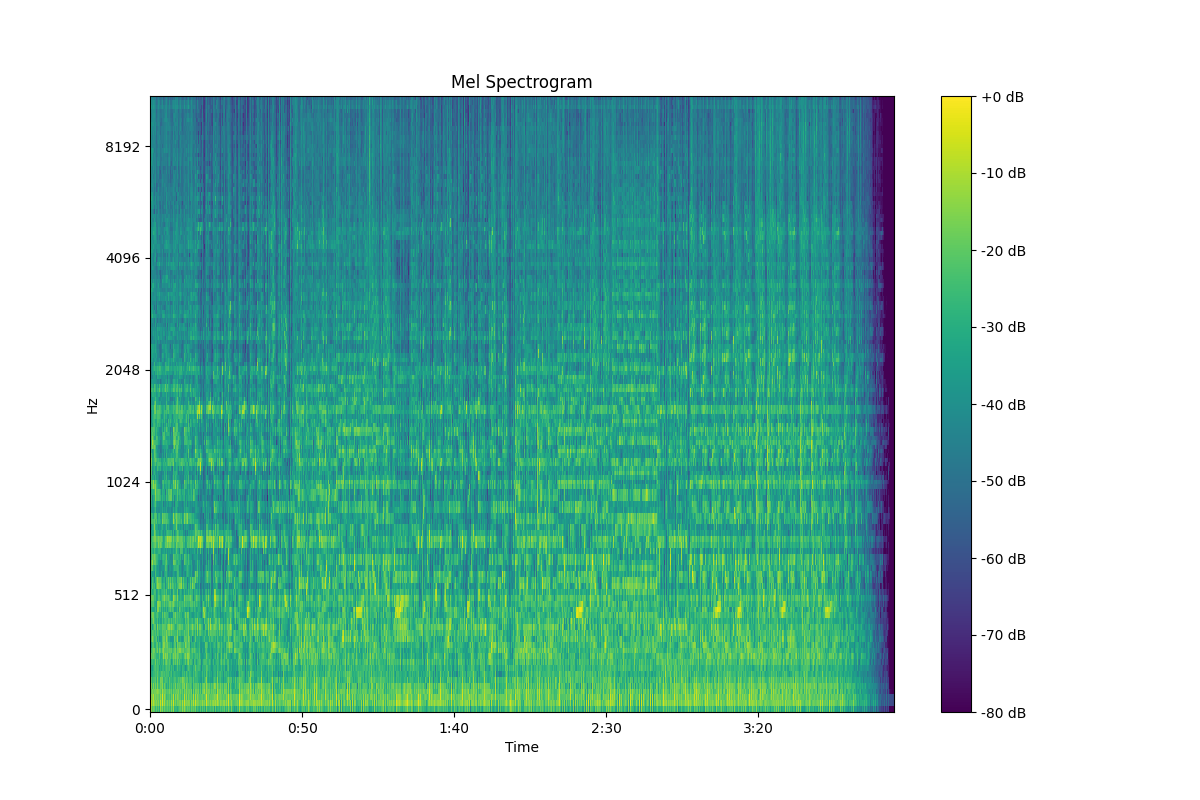 Mel Spectrogram
+0 dB
8192
-10 dB
-20 dB
4096
-30 dB
2048
-40 dB
Hz
1024
-50 dB
-60 dB
512
-70 dB
0
-80 dB
0:00 0:50 1:40 2:30 3:20
Time